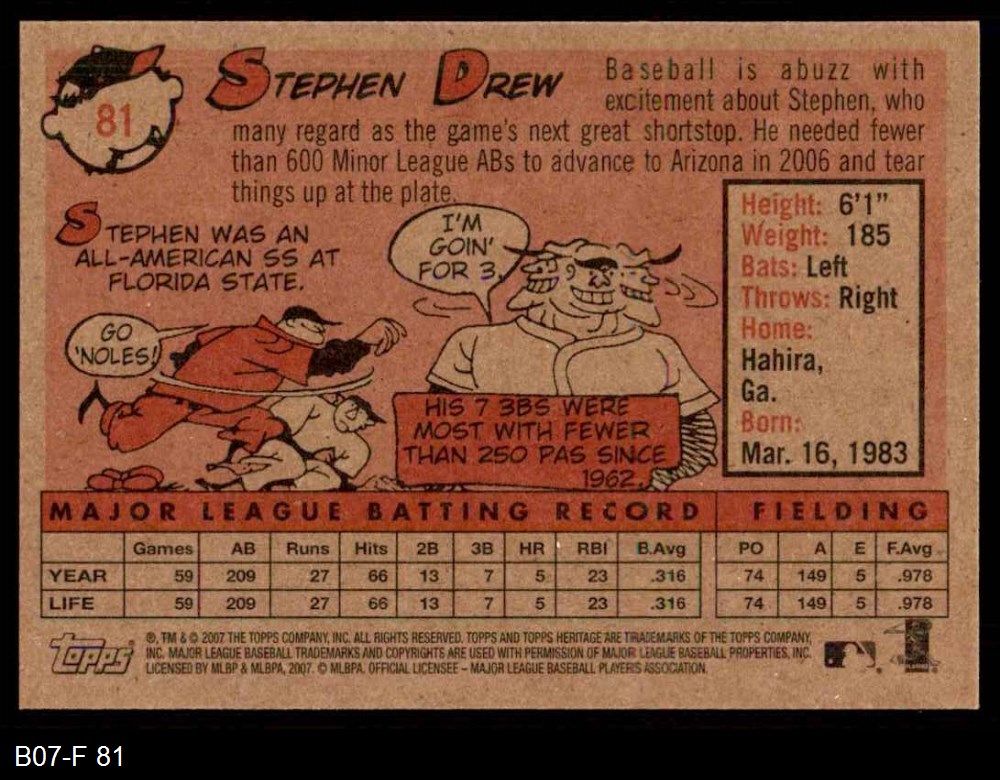 81
STEPHEN DREW
Baseball is abuzz with
excitement about Stephen, who
many regard as the game's next great shortstop. He needed fewer
than 600 Minor League ABs to advance to Arizona in 2006 and tear
things up at the plate.
STEPHEN WAS AN
ALL-AMERICAN SS AT
FLORIDA STATE.
GO
'NOLES!
I'M
GOIN'
FOR 3.
HIS 7 3BS WERE
MOST WITH FEWER
THAN 250 PAS SINCE
1962.
Height: 6'1"
Weight: 185
Bats: Left
Throws: Right
Home:
Hahira,
Ga.
Born:
Mar. 16, 1983
MAJOR LEAGUE BATTING RECORD FIELDING
Games AB Runs Hits 2B 3B HR RBI B.Avg PO A E F.Avg.
YEAR 59 209 27 66 13 7 5 23 .316 74 149 5 .978
LIFE 59 209 27 66 13 7 5 23 .316 74 149 5 .978
Topps
®, TM & © 2007 THE TOPPS COMPANY, INC. ALL RIGHTS RESERVED. TOPPS AND TOPPS HERITAGE ARE TRADEMARKS OF THE TOPPS COMPANY,
INC. MAJOR LEAGUE BASEBALL TRADEMARKS AND COPYRIGHTS ARE USED WITH PERMISSION OF MAJOR LEAGUE BASEBALL PROPERTIES, INC.
LICENSED BY MLBP & MLBPA, 2007. © MLBPA. OFFICIAL LICENSEE – MAJOR LEAGUE BASEBALL PLAYERS ASSOCIATION.
B07-F 81